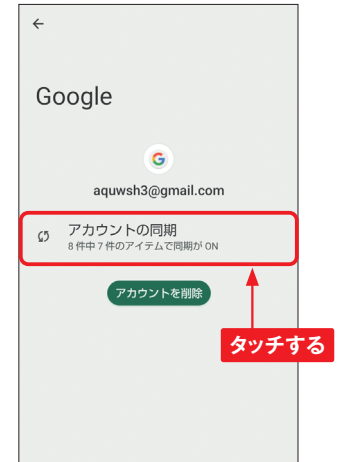 Google
G
aquwsh3@gmail.com
アカウントの同期
8 件中 7 件のアイテムで同期が ON
アカウントを削除
タッチする